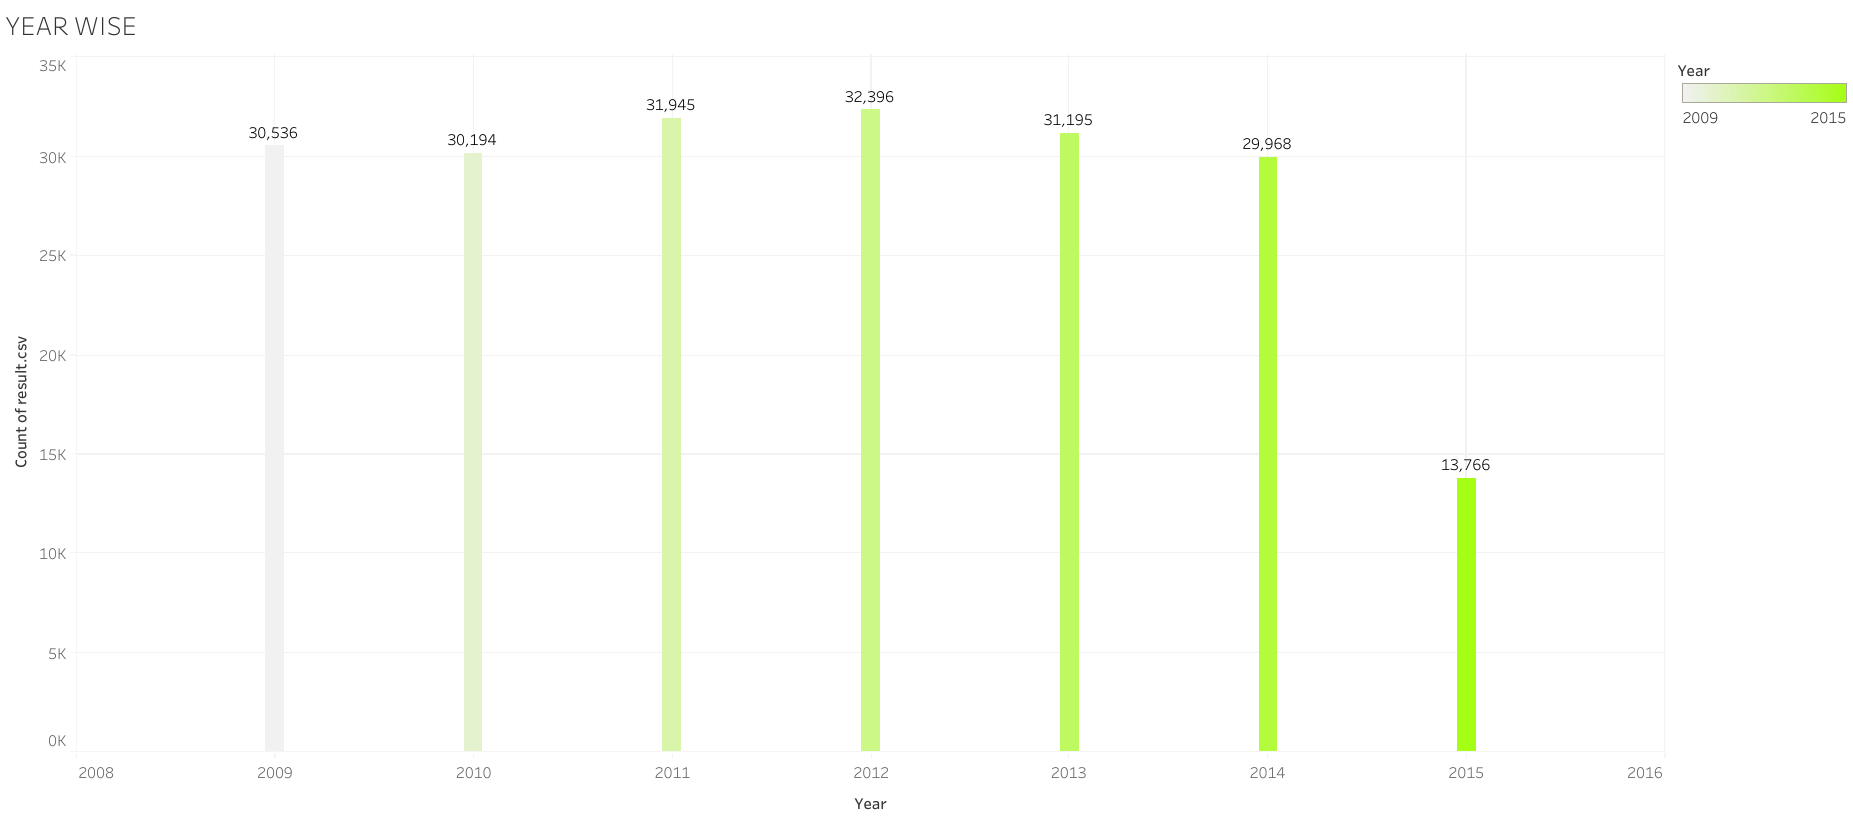 YEAR WISE
35K
30K
25K
20K
15K
10K
5K
0K
Count of result.csv
30,536
30,194
31,945
32,396
31,195
29,968
13,766
2008 2009 2010 2011 2012 2013 2014 2015 2016
Year
Year
2009 2015